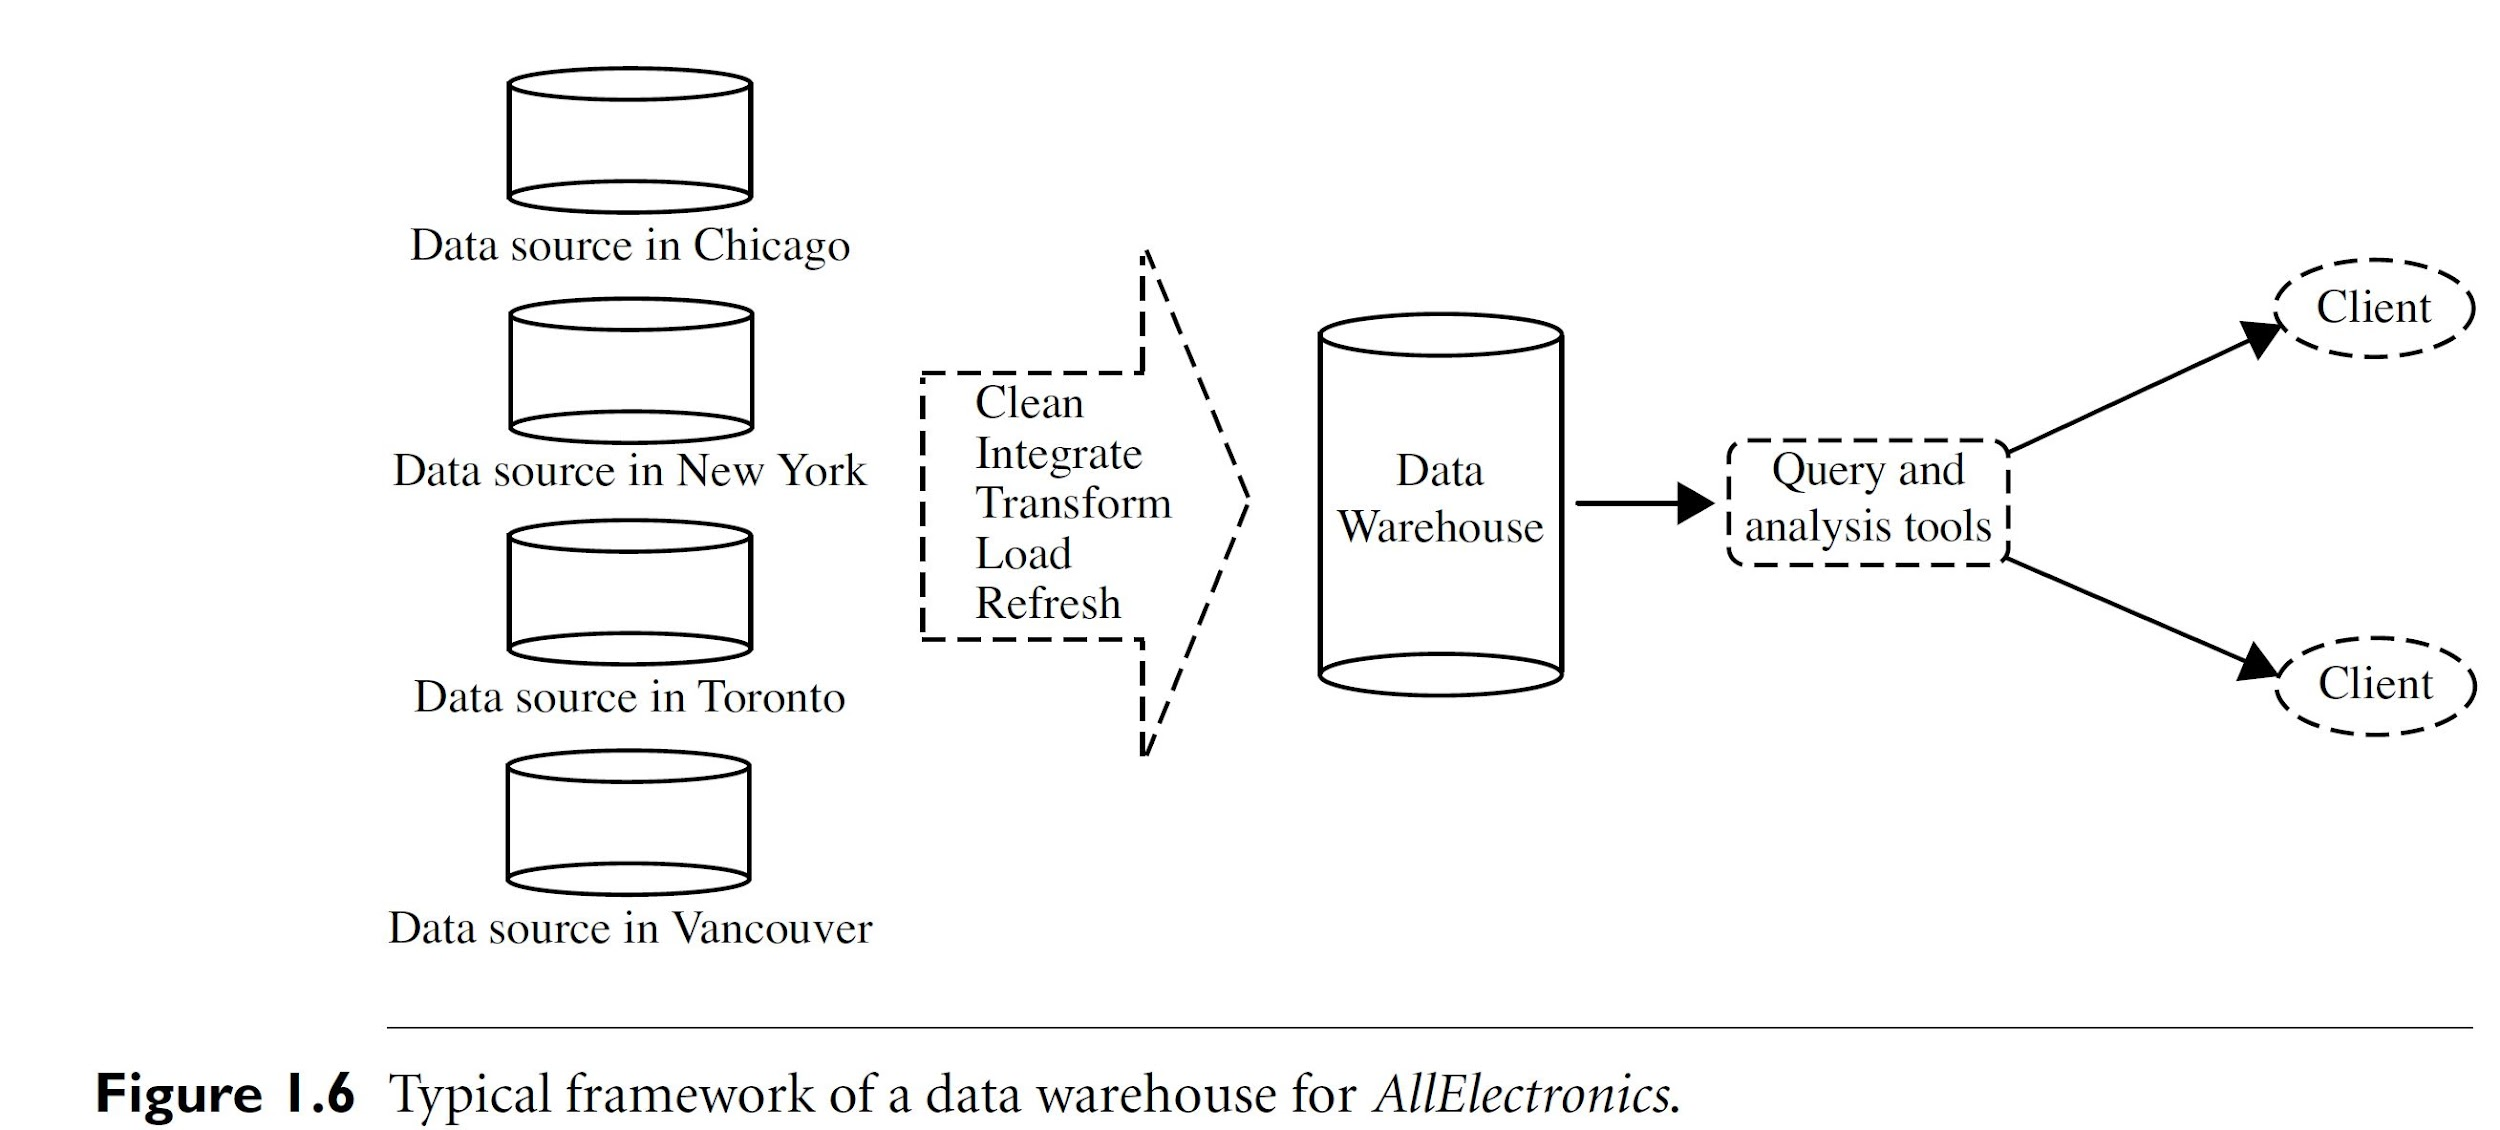 Data source in Chicago
Data source in New York
Data source in Toronto
Data source in Vancouver
Clean
Integrate
Transform
Load
Refresh
Data
Warehouse
Query and
analysis tools
Client
Client
Figure 1.6 Typical framework of a data warehouse for AllElectronics.